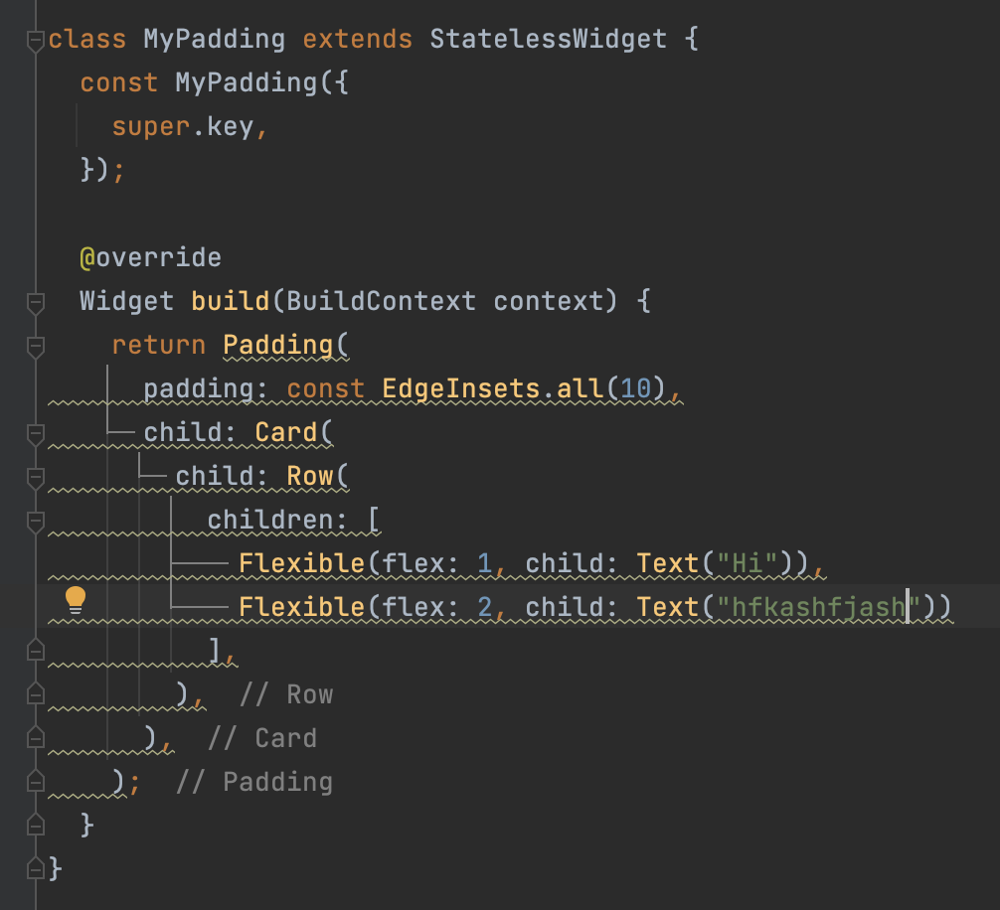 class MyPadding extends StatelessWidget {
  const MyPadding({
    super.key,
  });

  @override
  Widget build(BuildContext context) {
    return Padding(
      padding: const EdgeInsets.all(10),
      child: Card(
        child: Row(
          children: [
            Flexible(flex: 1, child: Text("Hi")),
            Flexible(flex: 2, child: Text("hfkashfjash"))
          ],
        ), // Row
      ), // Card
    ); // Padding
  }
}